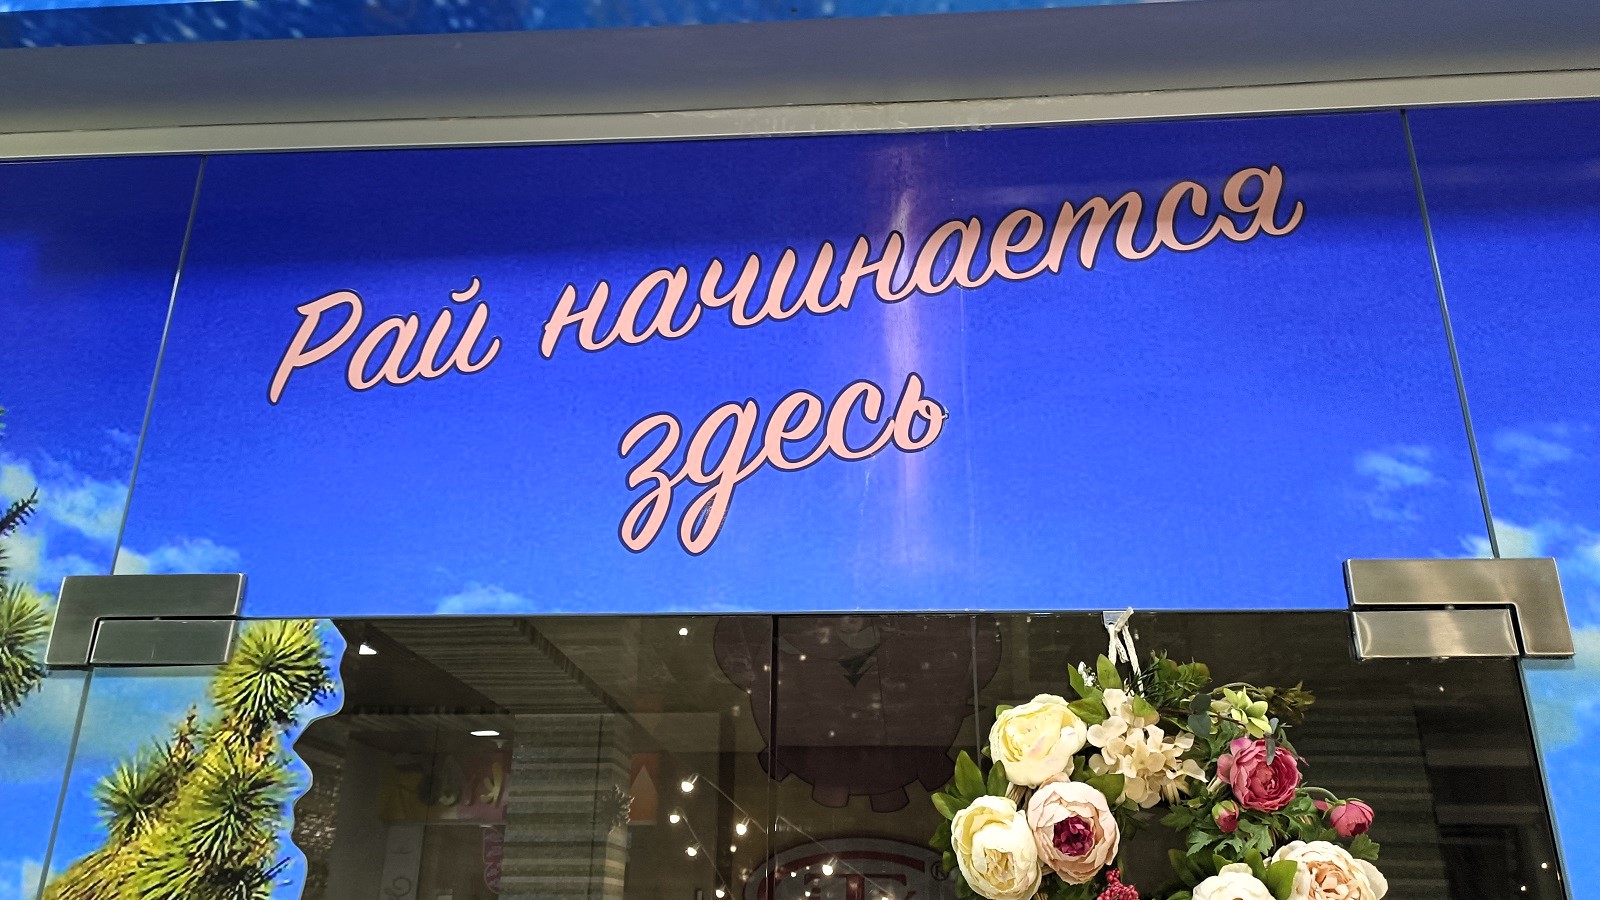 Рай начинается
здесь